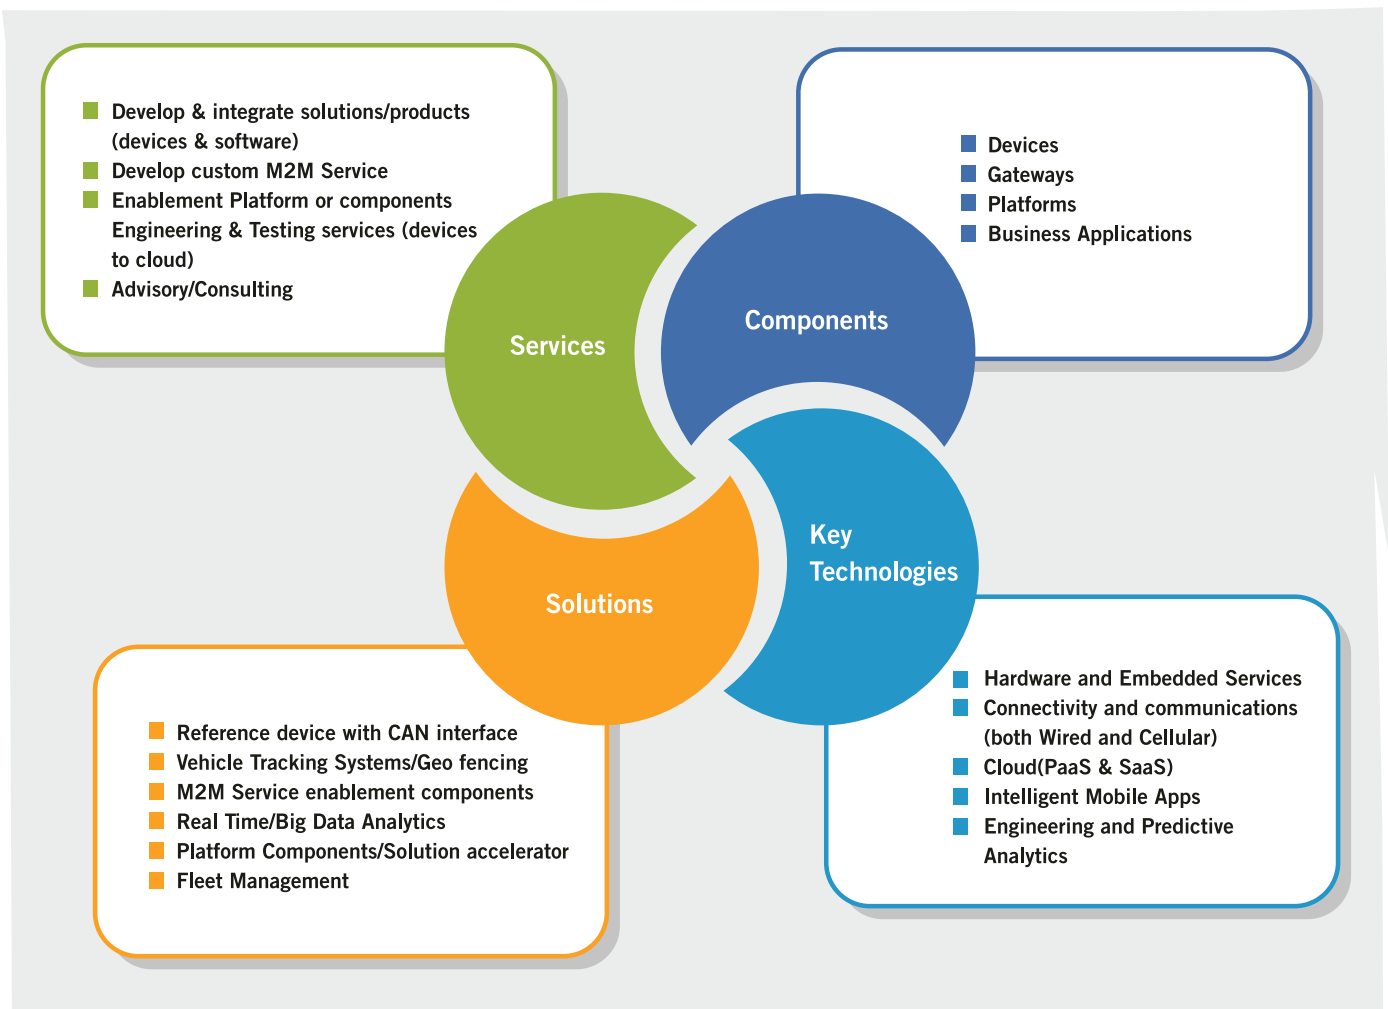 Develop & integrate solutions/products
(devices & software)
Develop custom M2M Service
Enablement Platform or components
Engineering & Testing services (devices
to cloud)
Advisory/Consulting
Services
Devices
Gateways
Platforms
Business Applications
Components
Solutions
Reference device with CAN interface
Vehicle Tracking Systems/Geo fencing
M2M Service enablement components
Real Time/Big Data Analytics
Platform Components/Solution accelerator
Fleet Management
Key
Technologies
Hardware and Embedded Services
Connectivity and communications
(both Wired and Cellular)
Cloud(PaaS & SaaS)
Intelligent Mobile Apps
Engineering and Predictive
Analytics